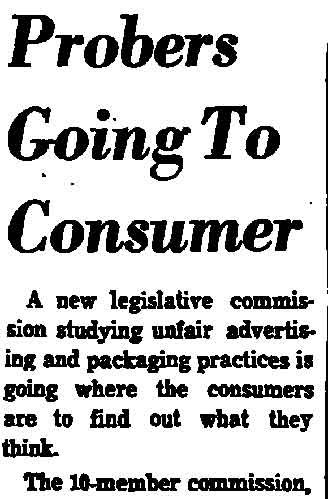 Probers
Going To
Consumer
A new legislative commis-
sion studying unfair advertis-
ing and packaging practices is
going where the consumers
are to find out what they
think.
The 10-member commission,